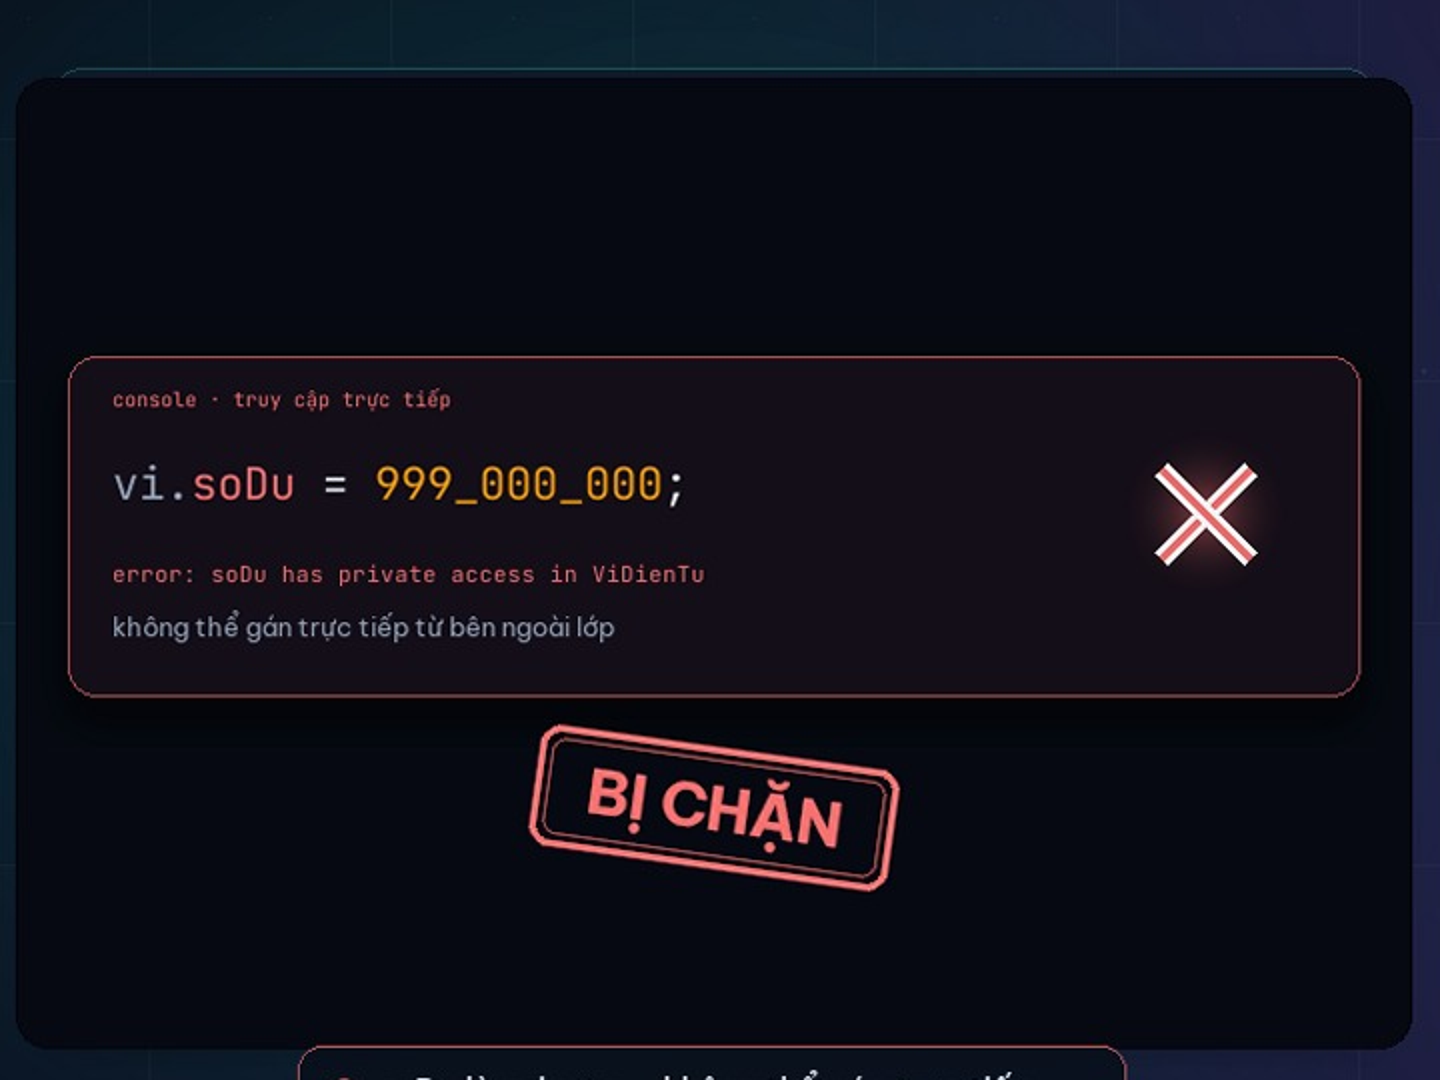 console · truy cập trực tiếp
vi.soDu = 999_000_000;
error: soDu has private access in ViDienTu
không thể gán trực tiếp từ bên ngoài lớp
BỊ CHẶN